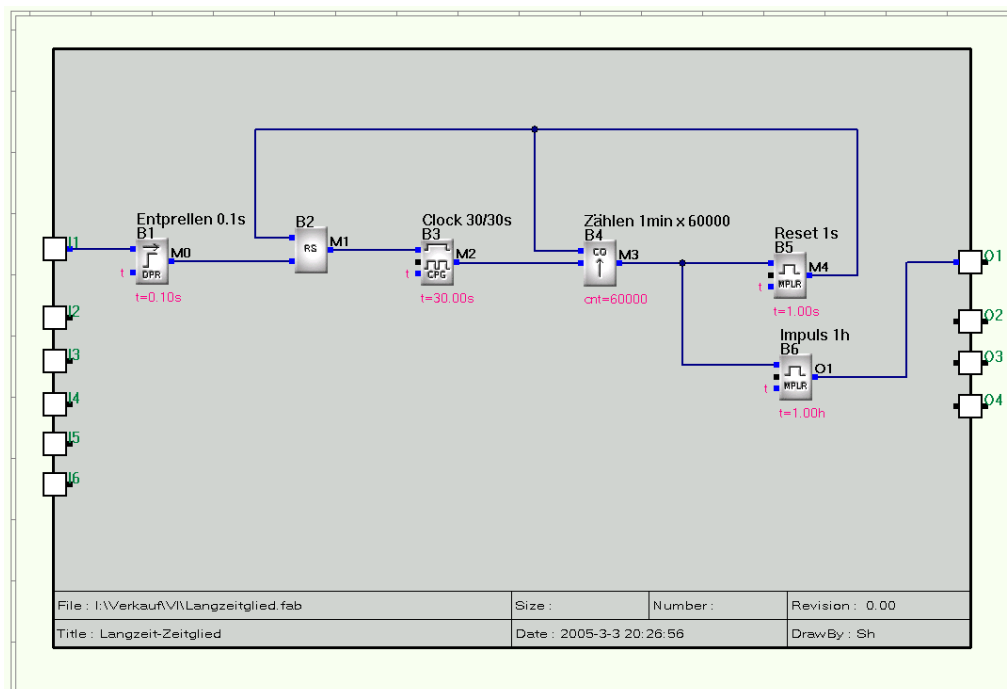 Entprellen 0.1s
B1
I1
M0
DPR
t
t=0.10s
B2
RS
M1
Clock 30/30s
B3
M2
CPG
t
t=30.00s
Zählen 1min x 60000
B4
CO
M3
cnt=60000
Reset 1s
B5
M4
MPLR
t
t=1.00s
Impuls 1h
B6
O1
MPLR
t
t=1.00h
I2
I3
I4
I5
I6
O1
O2
O3
O4
File : I:\Verkauf\VI\Langzeitglied.fab
Size :
Number :
Revision : 0.00
Title : Langzeit-Zeitglied
Date : 2005-3-3 20:26:56
DrawBy : Sh